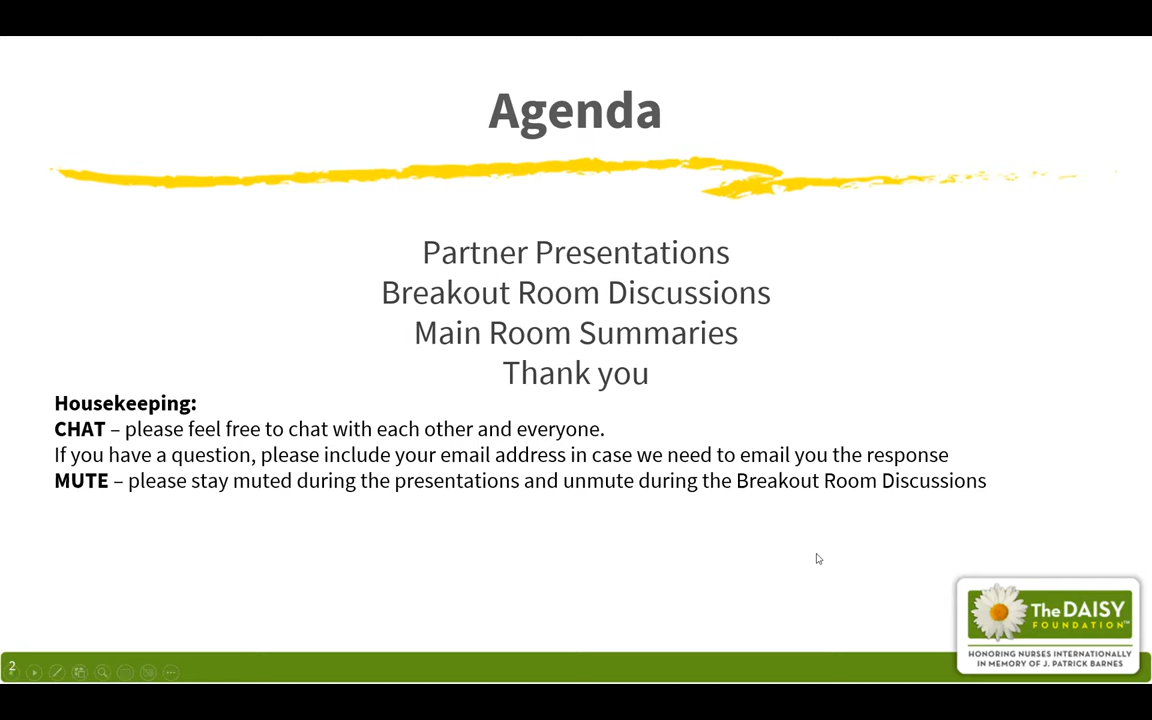 Agenda
Partner Presentations
Breakout Room Discussions
Main Room Summaries
Thank you
Housekeeping:
CHAT – please feel free to chat with each other and everyone.
If you have a question, please include your email address in case we need to email you the response
MUTE – please stay muted during the presentations and unmute during the Breakout Room Discussions
The DAISY
FOUNDATION™
HONORING NURSES INTERNATIONALLY
IN MEMORY OF J. PATRICK BARNES
2